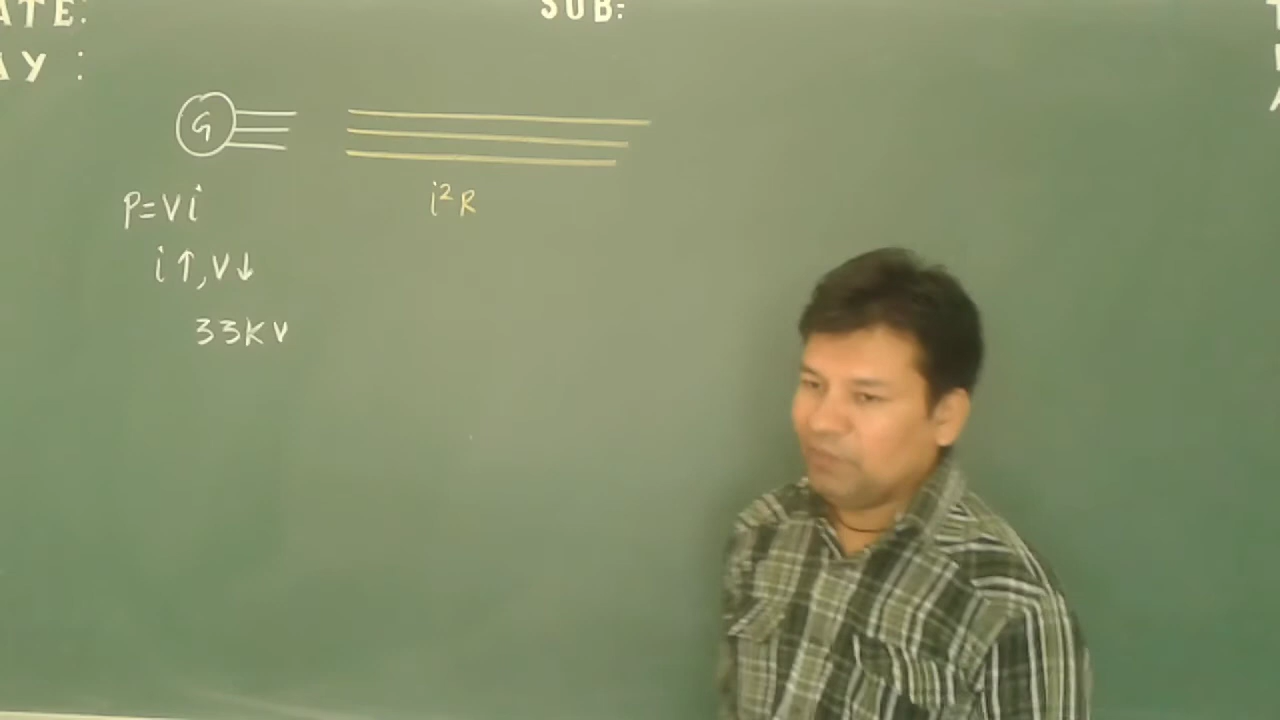 ATE:
SUB:
AY :
G
P=Vi
i²R
i↑,V↓
33KV